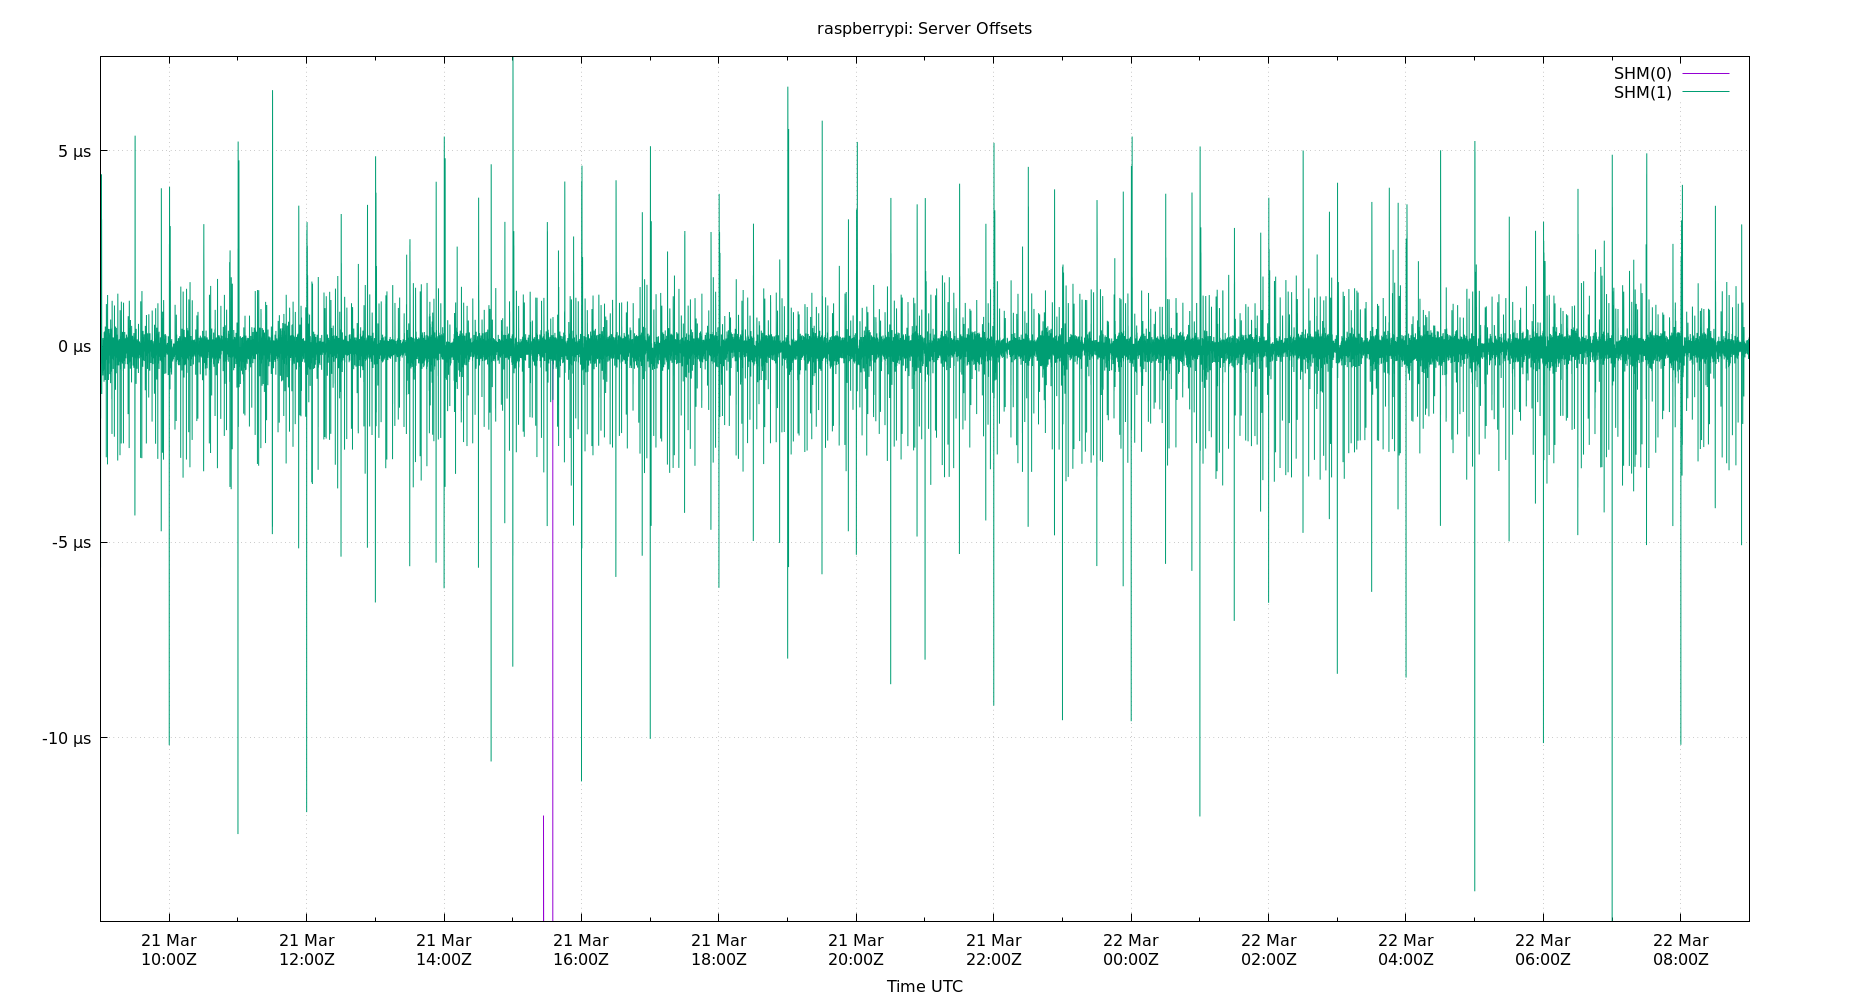 raspberrypi: Server Offsets
SHM(0)
SHM(1)
5 µs
0 µs
-5 µs
-10 µs
21 Mar 21 Mar 21 Mar 21 Mar 21 Mar 21 Mar 21 Mar 22 Mar 22 Mar 22 Mar 22 Mar 22 Mar
10:00Z 12:00Z 14:00Z 16:00Z 18:00Z 20:00Z 22:00Z 00:00Z 02:00Z 04:00Z 06:00Z 08:00Z
Time UTC